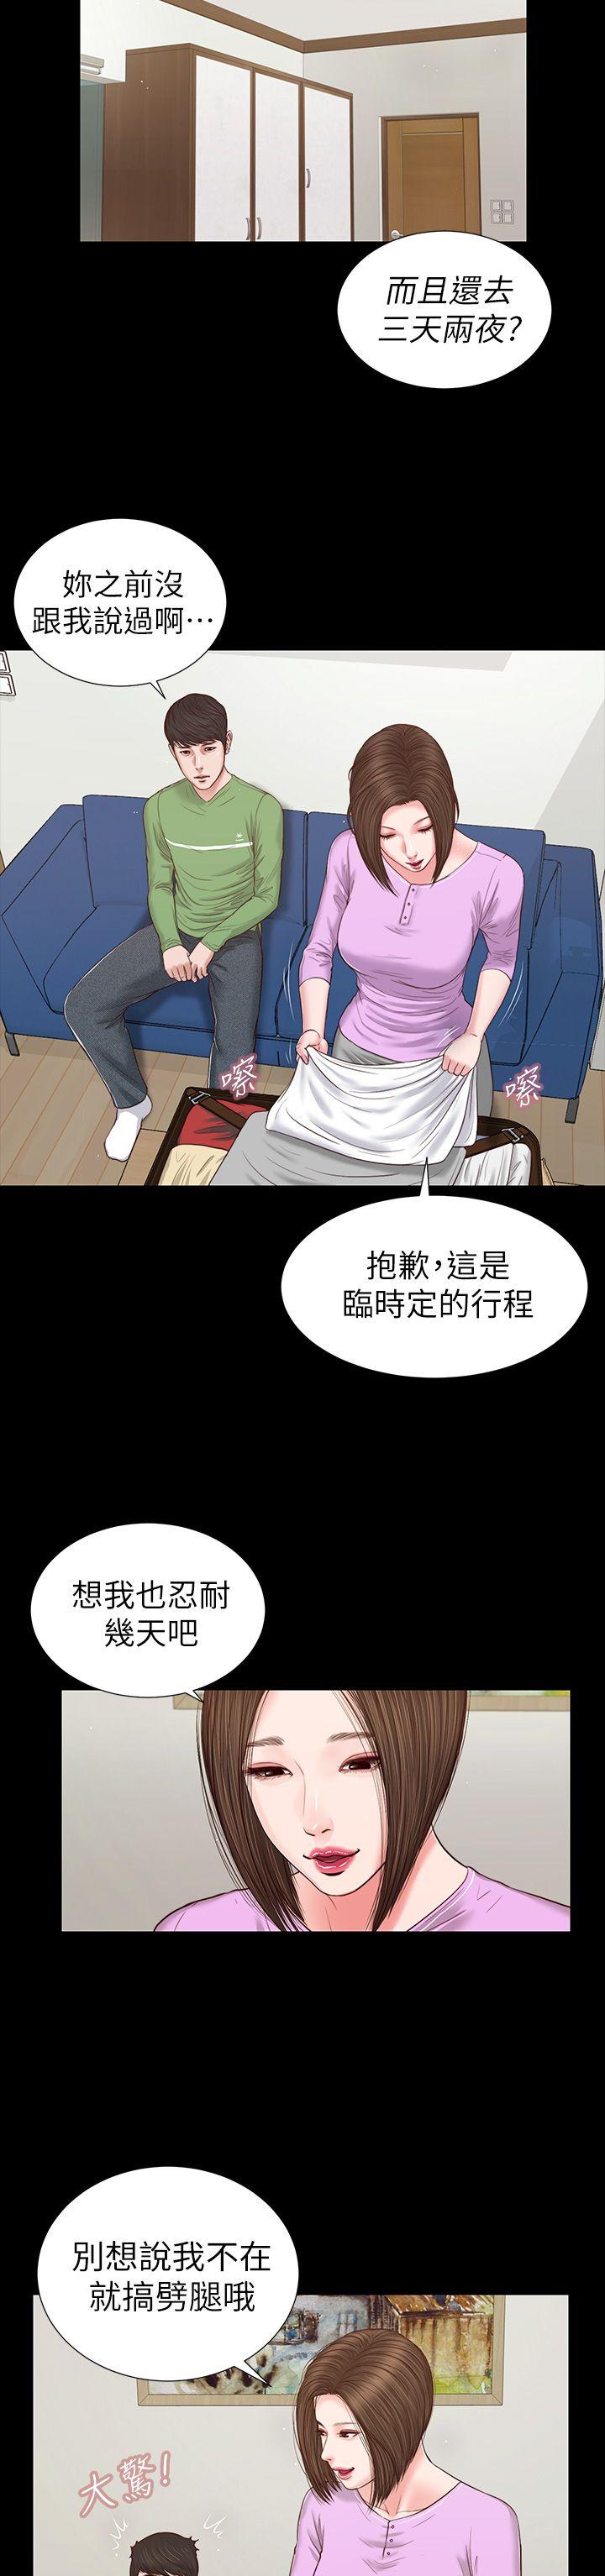 而且還去
三天兩夜?
妳之前沒
跟我說過啊⋯
嚓
嚓
抱歉,這是
臨時定的行程
想我也忍耐
幾天吧
別想說我不在
就搞劈腿哦
大驚!